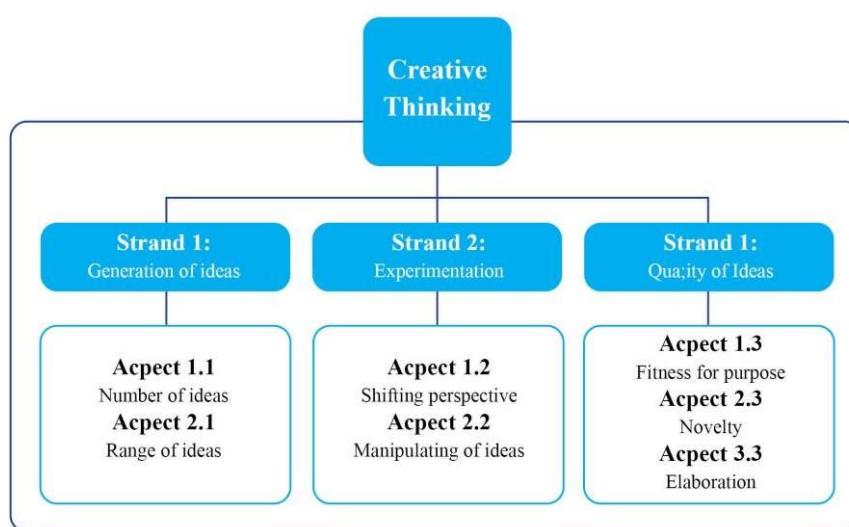 Creative
Thinking
Strand 1:
Generation of ideas
Strand 2:
Experimentation
Strand 1:
Qua;ity of Ideas
Acpect 1.1
Number of ideas
Acpect 2.1
Range of ideas
Acpect 1.2
Shifting perspective
Acpect 2.2
Manipulating of ideas
Acpect 1.3
Fitness for purpose
Acpect 2.3
Novelty
Acpect 3.3
Elaboration